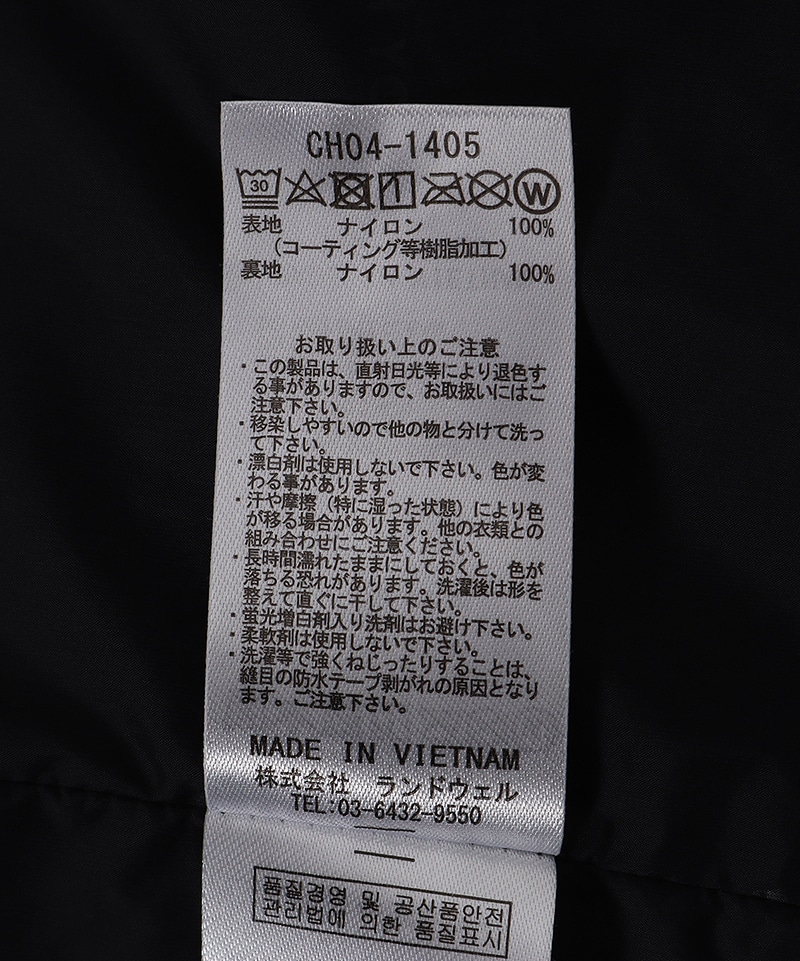 CH04-1405
30 W
表地 ナイロン 100%
(コーティング等樹脂加工)
裏地 ナイロン 100%
お取り扱い上のご注意
・この製品は、直射日光等により退色す
る事がありますので、お取扱いにはご
注意下さい。
・移染しやすいので他の物と分けて洗っ
て下さい。
・漂白剤は使用しないで下さい。色が変
わる事があります。
・汗や摩擦（特に湿った状態）により色
が移る場合があります。他の衣類との
組み合わせにご注意ください。
・長時間濡れたままにしておくと、色が
落ちる恐れがあります。洗濯後は形を
整えて直ぐに干して下さい。
・蛍光増白剤入り洗剤はお避け下さい。
・柔軟剤は使用しないで下さい。
・洗濯等で強くねじったりすることは、
縫目の防水テープ剥がれの原因となり
ます。ご注意下さい。
MADE IN VIETNAM
株式会社 ランドウェル
TEL:03-6432-9550
품질경영 및 공산품안전
관리법에 의한 품질표시